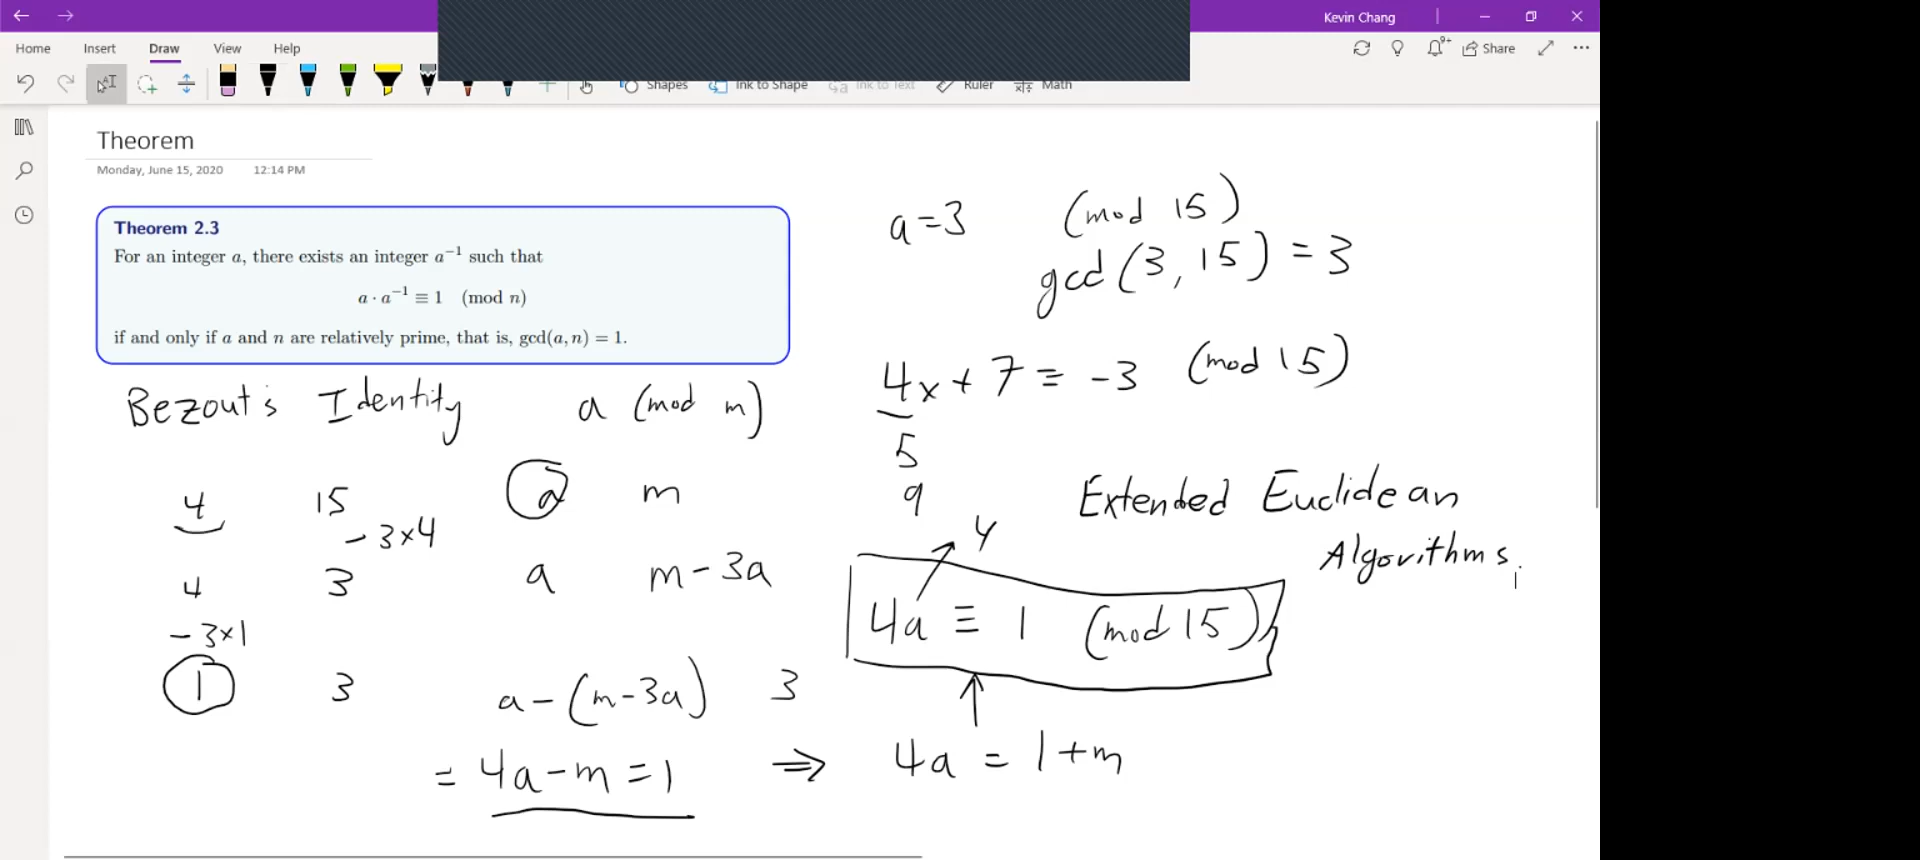 Kevin Chang
Home Insert Draw View Help
Share
Shapes Ink to Shape Ink to Text Ruler Math
Theorem
Monday, June 15, 2020 12:14 PM
Theorem 2.3
For an integer a, there exists an integer a⁻¹ such that
a · a⁻¹ ≡ 1 (mod n)
if and only if a and n are relatively prime, that is, gcd(a, n) = 1.
a = 3 (mod 15)
gcd(3, 15) = 3
4x + 7 ≡ -3 (mod 15)
5
9
Bezout's Identity a (mod m)
4 15 a m
- 3×4
4 3 a m - 3a
- 3×1
1 3 a - (m - 3a) 3
= 4a - m = 1 ⇒ 4a = 1 + m
Extended Euclidean
Algorithms
4
4a ≡ 1 (mod 15)